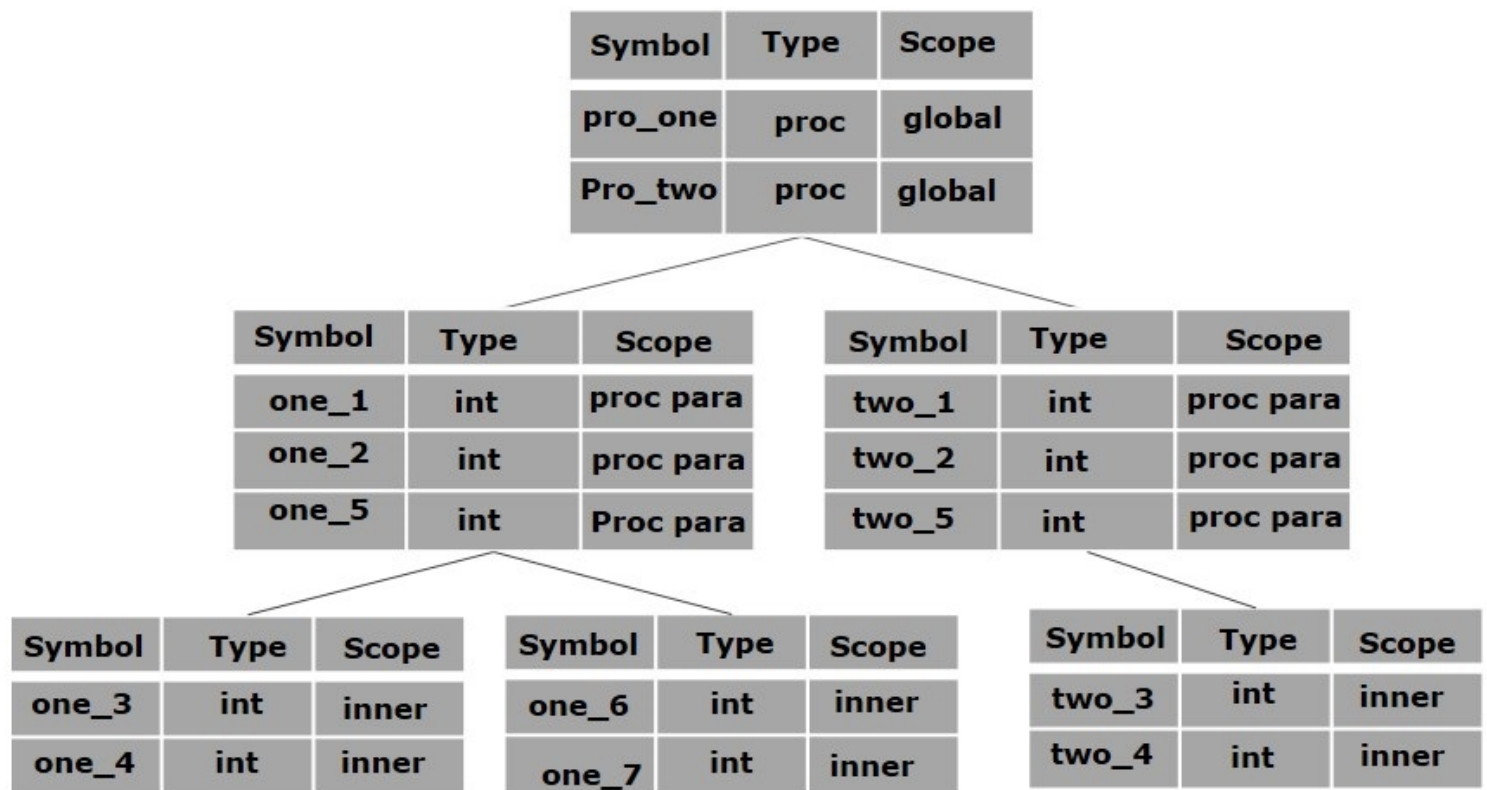 Symbol Type Scope
pro_one proc global
Pro_two proc global
Symbol Type Scope
one_1 int proc para
one_2 int proc para
one_5 int Proc para
Symbol Type Scope
two_1 int proc para
two_2 int proc para
two_5 int proc para
Symbol Type Scope
one_3 int inner
one_4 int inner
Symbol Type Scope
one_6 int inner
one_7 int inner
Symbol Type Scope
two_3 int inner
two_4 int inner